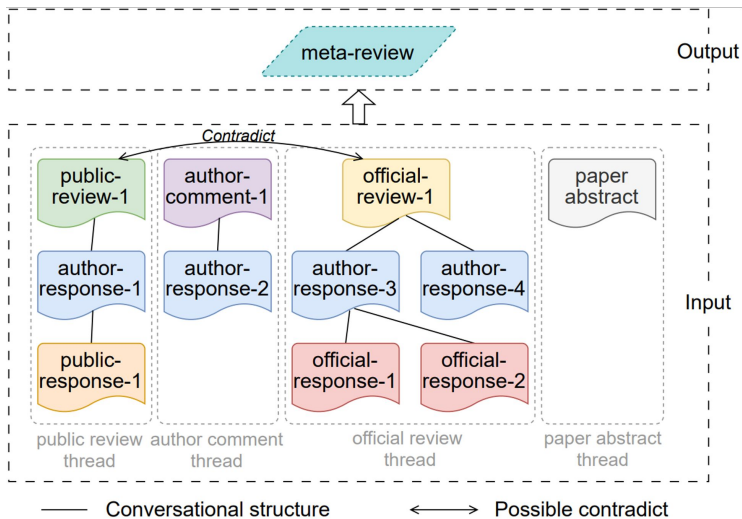 meta-review
Output
Contradict
public-
review-1
author-
comment-1
official-
review-1
paper
abstract
author-
response-1
author-
response-2
author-
response-3
author-
response-4
Input
public-
response-1
official-
response-1
official-
response-2
public review
thread
author comment
thread
official review
thread
paper abstract
thread
Conversational structure
Possible contradict